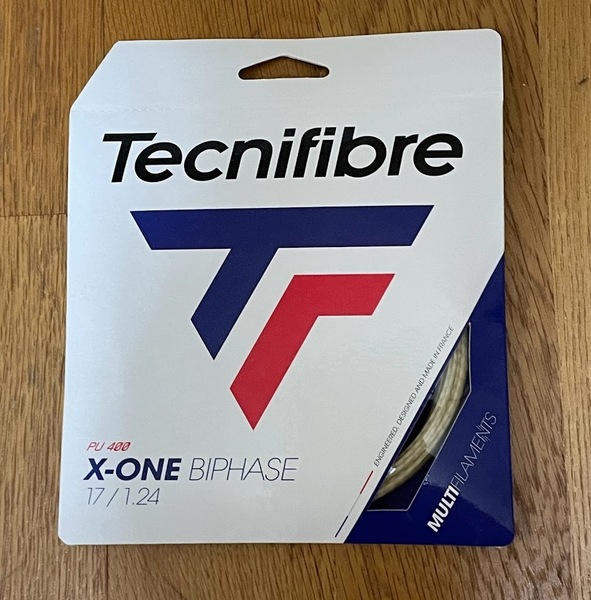 Tecnifibre
PU 400
X-ONE BIPHASE
17 / 1.24
ENGINEERED, DESIGNED AND MADE IN FRANCE
MULTIFILAMENTS